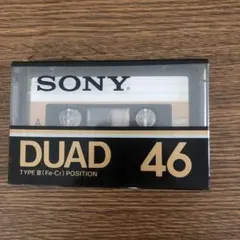 SONY
A
DUAD 46
TYPE III (Fe-Cr) POSITION